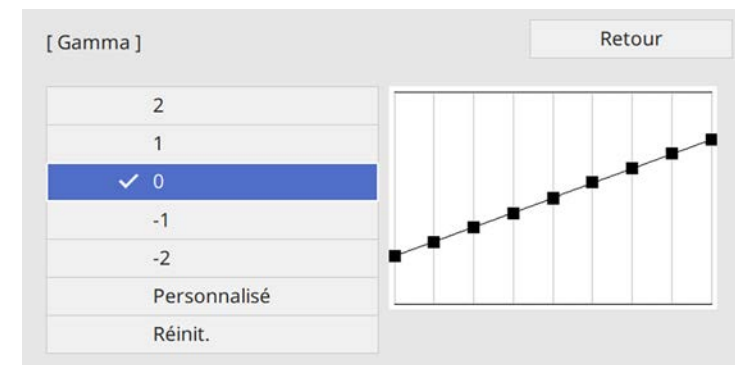 [ Gamma ]
Retour
2
1
0
-1
-2
Personnalisé
Réinit.